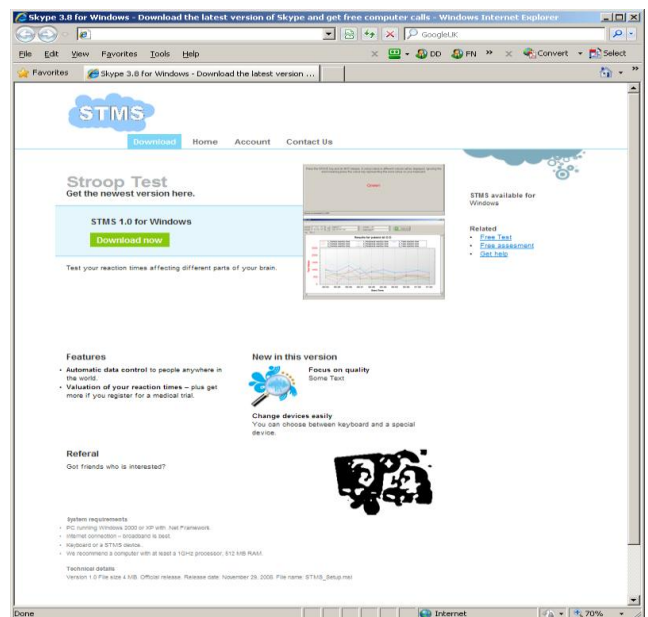 Skype 3.8 for Windows - Download the latest version of Skype and get free computer calls - Windows Internet Explorer
GoogleUK
File Edit View Favorites Tools Help
DD FN » Convert Select
Favorites Skype 3.8 for Windows - Download the latest version ...
STMS
Download Home Account Contact Us
Stroop Test
Get the newest version here.
STMS 1.0 for Windows
Download now
Test your reaction times affecting different parts of your brain.
STMS available for
Windows
Related
• Free Test
• Free assesment
• Get help
Features
• Automatic data control to people anywhere in
the world.
• Valuation of your reaction times – plus get
more if you register for a medical trial.
New in this version
Focus on quality
Some Text
Change devices easily
You can choose between keyboard and a special
device.
Referal
Got friends who is interested?
System requirements
• PC running Windows 2000 or XP with .Net Framework.
• Internet connection – broadband is best.
• Keyboard or a STMS device.
• We recommend a computer with at least a 1GHz processor, 512 MB RAM.
Technical details
Version 1.0 File size 4 MB. Official release. Release date: November 29, 2008. File name: STMS_Setup.msi
Done Internet 70%